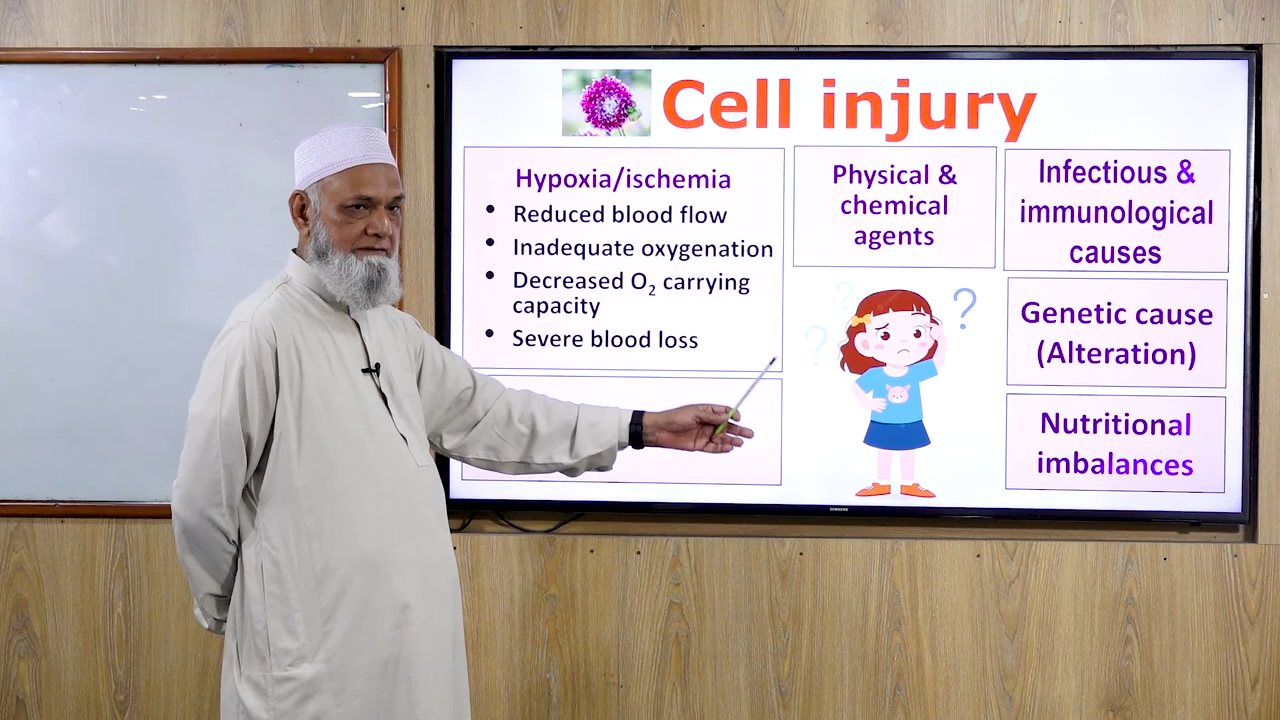 Cell injury
Hypoxia/ischemia
• Reduced blood flow
• Inadequate oxygenation
• Decreased O₂ carrying
capacity
• Severe blood loss
Physical &
chemical
agents
Infectious &
immunological
causes
Genetic cause
(Alteration)
Nutritional
imbalances
?
?
?
SAMSUNG